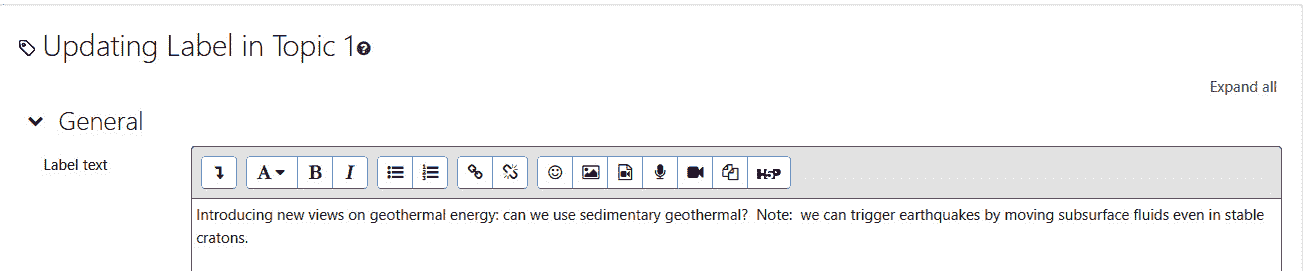 Updating Label in Topic 1
Expand all
General
Label text
A B I H5P
Introducing new views on geothermal energy: can we use sedimentary geothermal?  Note:  we can trigger earthquakes by moving subsurface fluids even in stable
cratons.